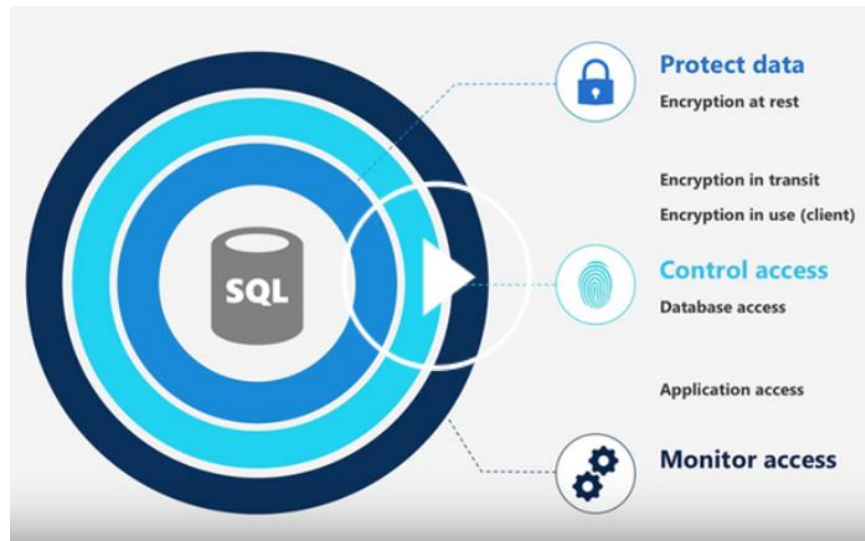 SQL
Protect data
Encryption at rest
Encryption in transit
Encryption in use (client)
Control access
Database access
Application access
Monitor access